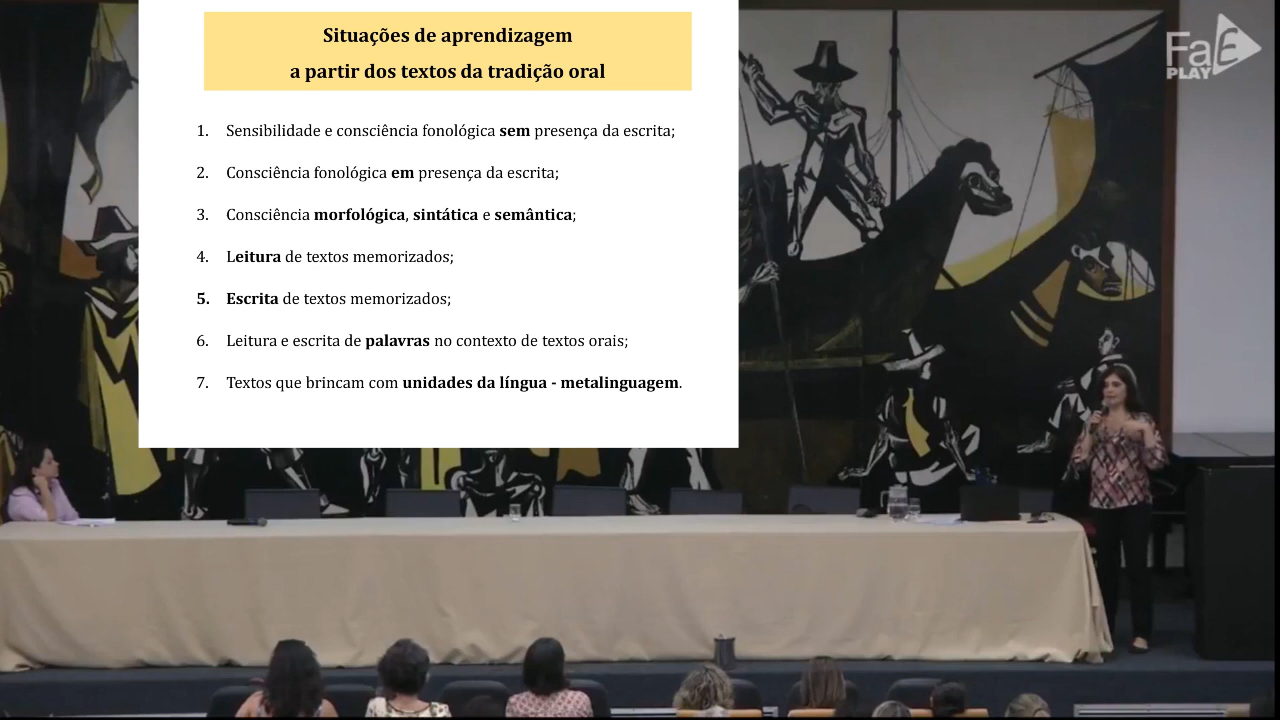 Situações de aprendizagem
a partir dos textos da tradição oral
1. Sensibilidade e consciência fonológica sem presença da escrita;
2. Consciência fonológica em presença da escrita;
3. Consciência morfológica, sintática e semântica;
4. Leitura de textos memorizados;
5. Escrita de textos memorizados;
6. Leitura e escrita de palavras no contexto de textos orais;
7. Textos que brincam com unidades da língua - metalinguagem.
FaE
PLAY